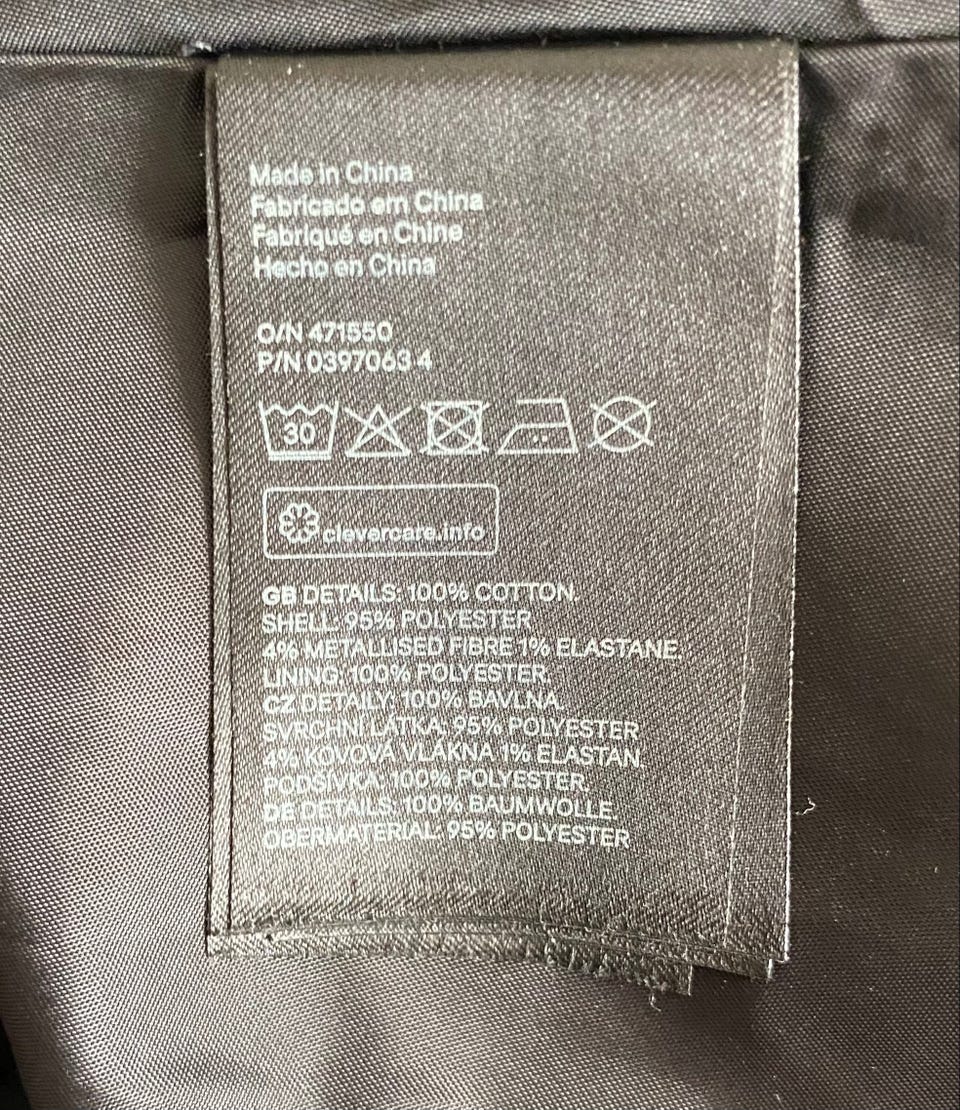 Made in China
Fabricado em China
Fabriqué en Chine
Hecho en China
O/N 471550
P/N 0397063 4
30
clevercare.info
GB DETAILS: 100% COTTON.
SHELL: 95% POLYESTER
4% METALLISED FIBRE 1% ELASTANE.
LINING: 100% POLYESTER.
CZ DETAILY: 100% BAVLNA.
SVRCHNÍ LÁTKA: 95% POLYESTER
4% KOVOVÁ VLÁKNA 1% ELASTAN.
PODŠÍVKA: 100% POLYESTER.
DE DETAILS: 100% BAUMWOLLE.
OBERMATERIAL: 95% POLYESTER